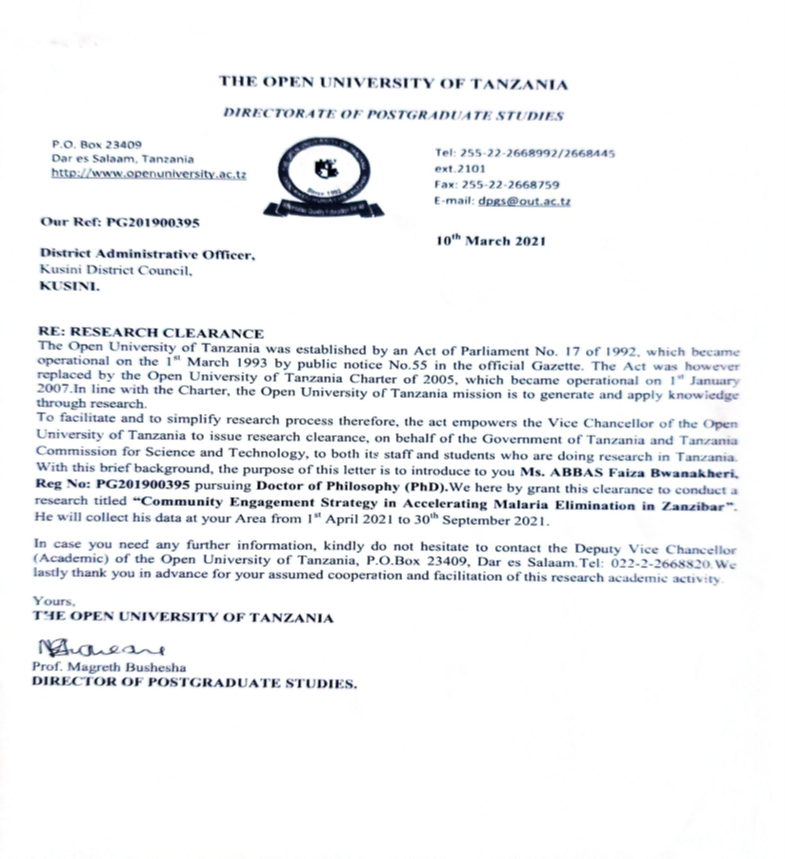 THE OPEN UNIVERSITY OF TANZANIA
DIRECTORATE OF POSTGRADUATE STUDIES
P.O. Box 23409
Dar es Salaam, Tanzania
http://www.openuniversity.ac.tz
Tel: 255-22-2668992/2668445
ext.2101
Fax: 255-22-2668759
E-mail: dpgs@out.ac.tz
Our Ref: PG201900395
10th March 2021
District Administrative Officer,
Kusini District Council,
KUSINI.
RE: RESEARCH CLEARANCE
The Open University of Tanzania was established by an Act of Parliament No. 17 of 1992, which became
operational on the 1st March 1993 by public notice No.55 in the official Gazette. The Act was however
replaced by the Open University of Tanzania Charter of 2005, which became operational on 1st January
2007.In line with the Charter, the Open University of Tanzania mission is to generate and apply knowledge
through research.
To facilitate and to simplify research process therefore, the act empowers the Vice Chancellor of the Open
University of Tanzania to issue research clearance, on behalf of the Government of Tanzania and Tanzania
Commission for Science and Technology, to both its staff and students who are doing research in Tanzania.
With this brief background, the purpose of this letter is to introduce to you Ms. ABBAS Faiza Bwanakheri,
Reg No: PG201900395 pursuing Doctor of Philosophy (PhD).We here by grant this clearance to conduct a
research titled “Community Engagement Strategy in Accelerating Malaria Elimination in Zanzibar”.
He will collect his data at your Area from 1st April 2021 to 30th September 2021.
In case you need any further information, kindly do not hesitate to contact the Deputy Vice Chancellor
(Academic) of the Open University of Tanzania, P.O.Box 23409, Dar es Salaam.Tel: 022-2-2668820.We
lastly thank you in advance for your assumed cooperation and facilitation of this research academic activity.
Yours,
THE OPEN UNIVERSITY OF TANZANIA
Prof. Magreth Bushesha
DIRECTOR OF POSTGRADUATE STUDIES.